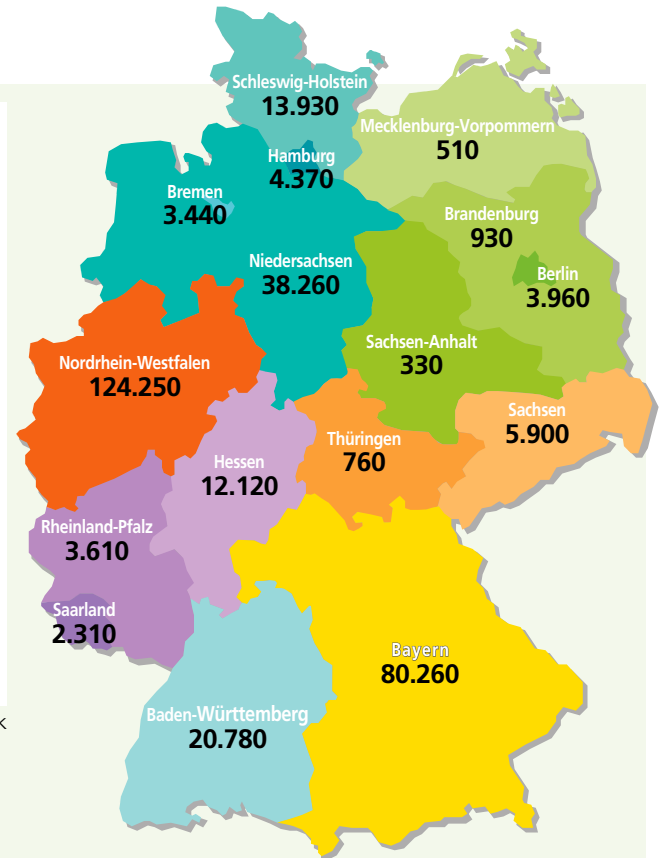 Schleswig-Holstein
13.930
Mecklenburg-Vorpommern
510
Hamburg
4.370
Bremen
3.440
Brandenburg
930
Niedersachsen
38.260
Berlin
3.960
Sachsen-Anhalt
330
Nordrhein-Westfalen
124.250
Sachsen
5.900
Thüringen
760
Hessen
12.120
Rheinland-Pfalz
3.610
Saarland
2.310
Bayern
80.260
Baden-Württemberg
20.780
K